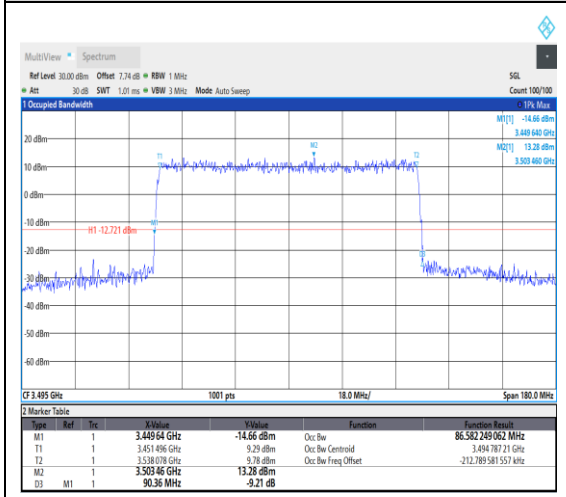 MultiView Spectrum
Ref Level 30.00 dBm Offset 7.74 dB RBW 1 MHz SGL
Att 30 dB SWT 1.01 ms VBW 3 MHz Mode Auto Sweep Count 100/100
1 Occupied Bandwidth 1Pk Max
M1[1] -14.66 dBm
3.449 640 GHz
M2[1] 13.28 dBm
3.503 460 GHz
20 dBm
M2
T1 T2
10 dBm
0 dBm
-10 dBm
M1
H1 -12.721 dBm
-20 dBm
D3
-30 dBm
-40 dBm
-50 dBm
-60 dBm
CF 3.495 GHz 1001 pts 18.0 MHz/ Span 180.0 MHz
2 Marker Table
Type Ref Trc X-Value Y-Value Function Function Result
M1 1 3.449 64 GHz -14.66 dBm Occ Bw 86.582 249 062 MHz
T1 1 3.451 496 GHz 9.29 dBm Occ Bw Centroid 3.494 787 21 GHz
T2 1 3.538 078 GHz 9.78 dBm Occ Bw Freq Offset -212.789 581 557 kHz
M2 1 3.503 46 GHz 13.28 dBm
D3 M1 1 90.36 MHz -9.21 dB